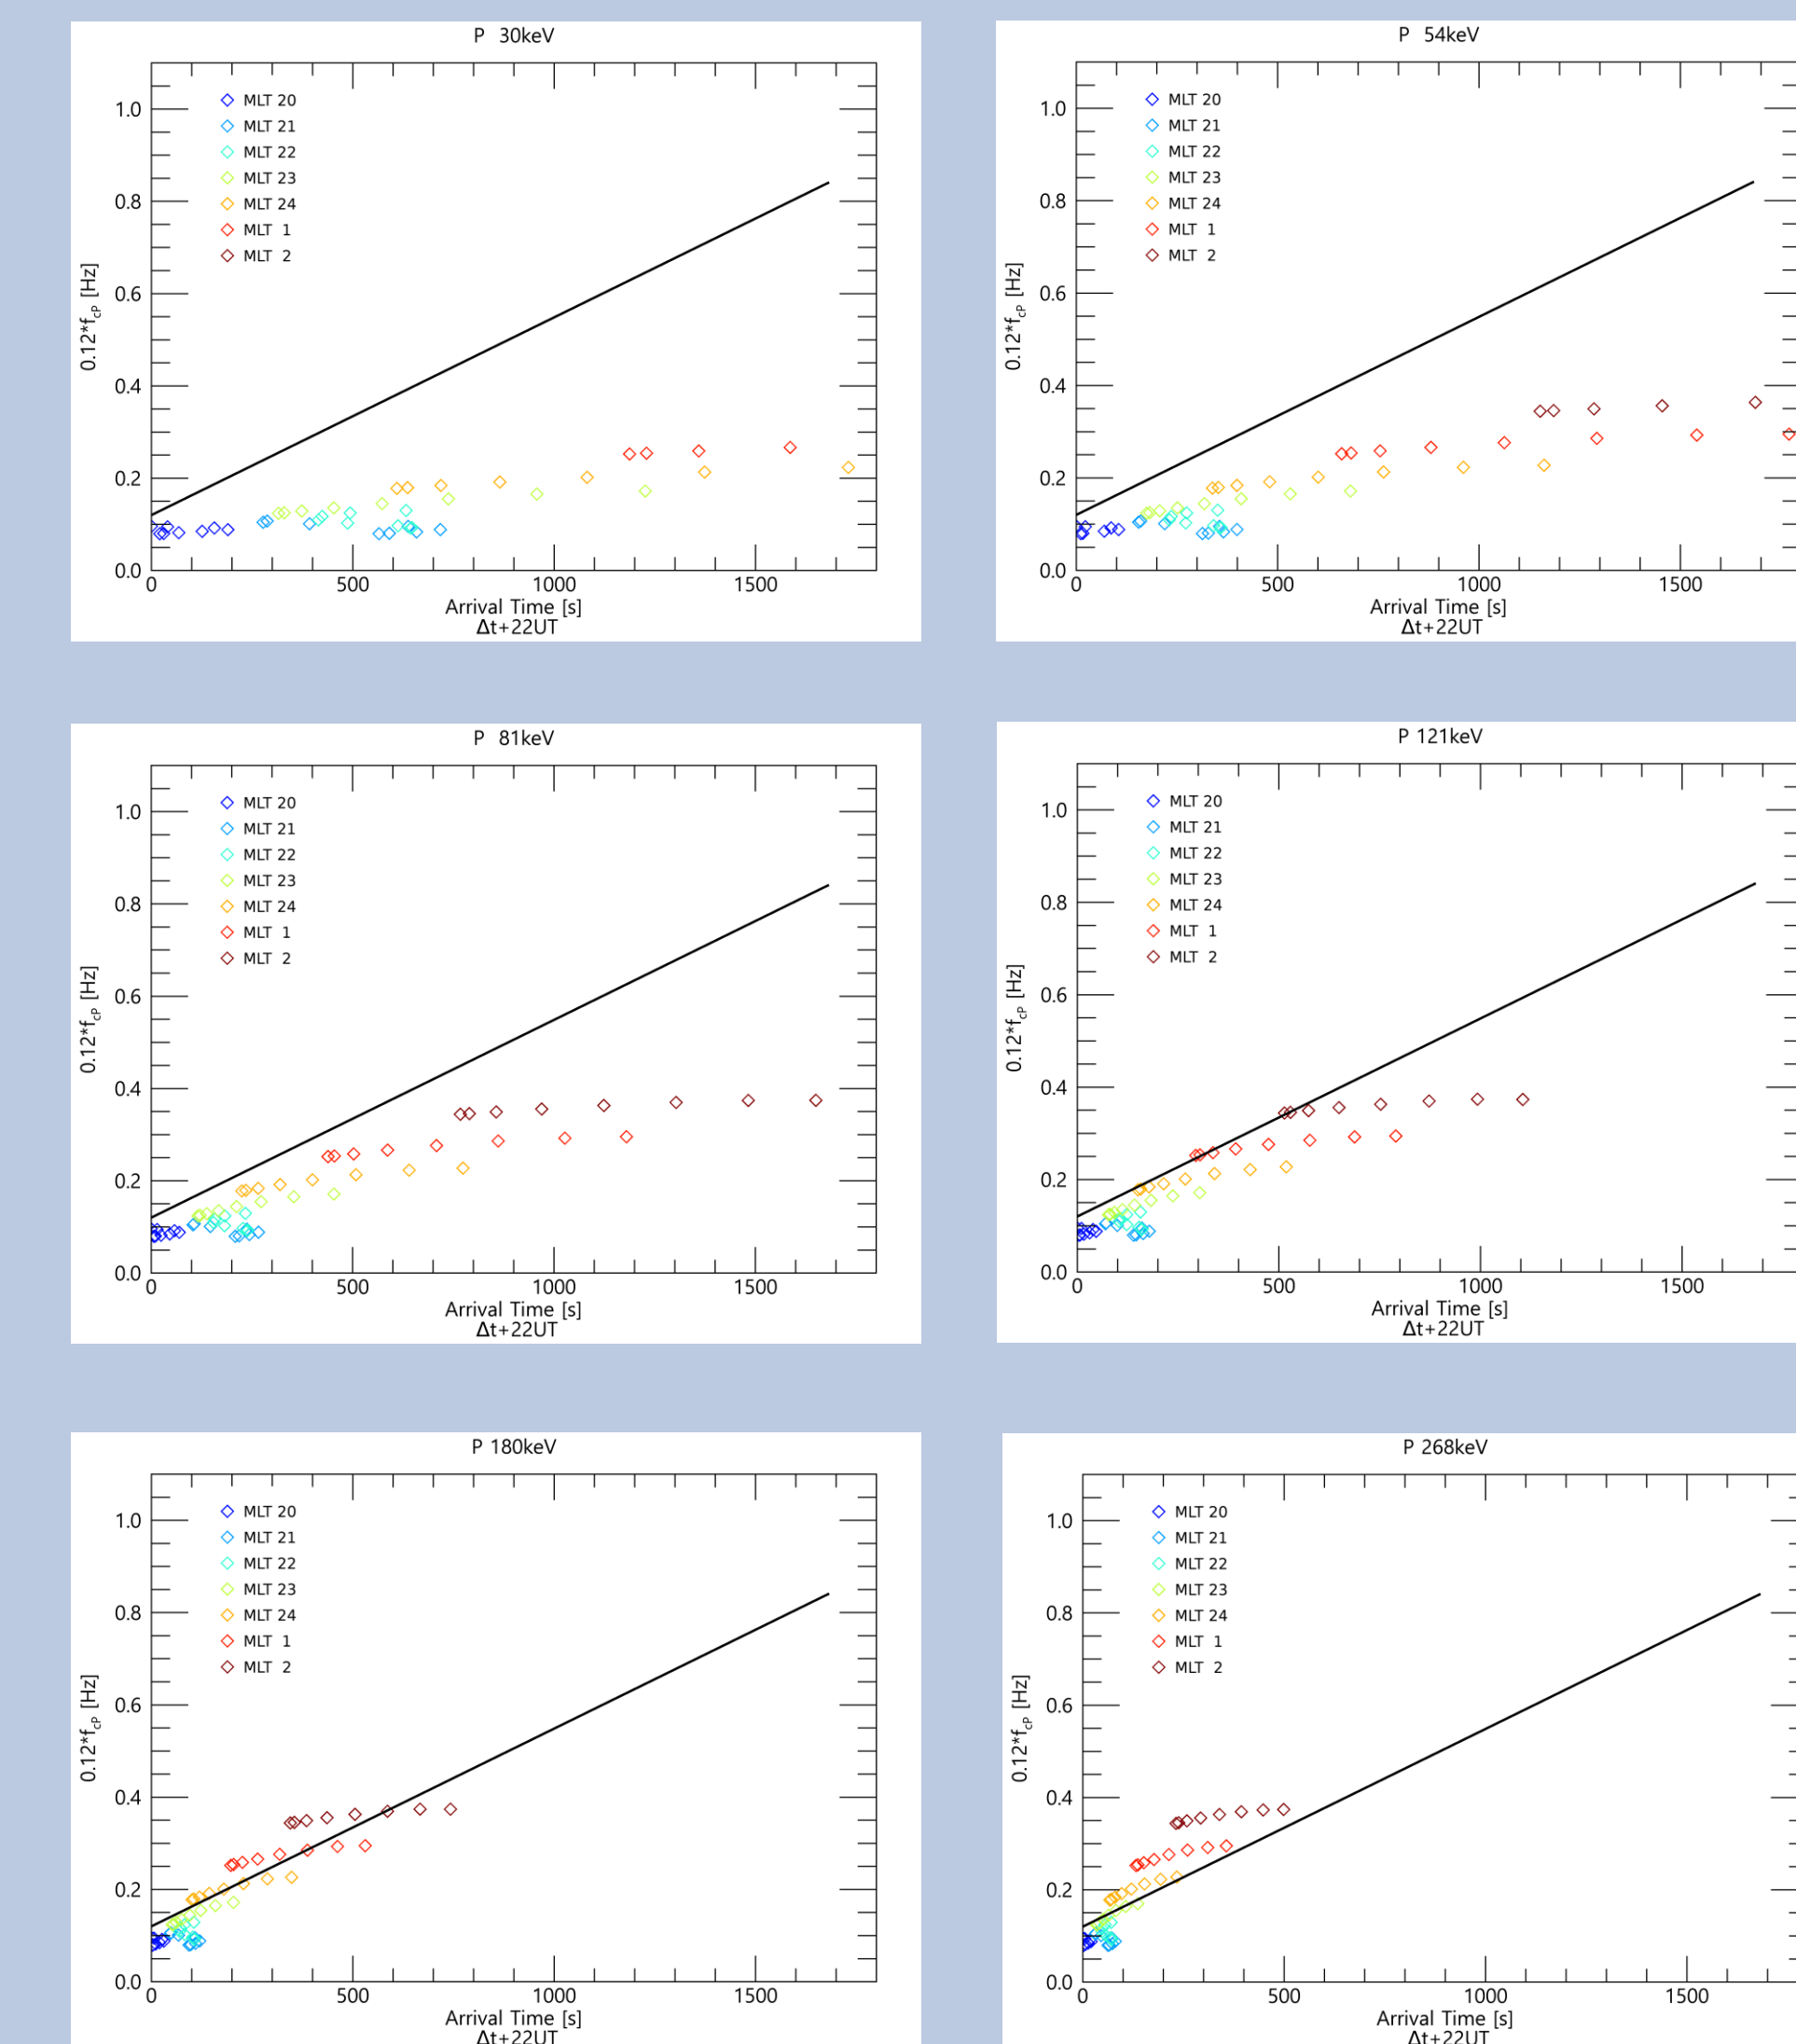 P 30keV
1.0
0.8
0.6
0.4
0.2
0.0
0.12*fcP [Hz]
MLT 20
MLT 21
MLT 22
MLT 23
MLT 24
MLT 1
MLT 2
0 500 1000 1500
Arrival Time [s]
Δt+22UT
P 54keV
1.0
0.8
0.6
0.4
0.2
0.0
0.12*fcP [Hz]
MLT 20
MLT 21
MLT 22
MLT 23
MLT 24
MLT 1
MLT 2
0 500 1000 1500
Arrival Time [s]
Δt+22UT
P 81keV
1.0
0.8
0.6
0.4
0.2
0.0
0.12*fcP [Hz]
MLT 20
MLT 21
MLT 22
MLT 23
MLT 24
MLT 1
MLT 2
0 500 1000 1500
Arrival Time [s]
Δt+22UT
P 121keV
1.0
0.8
0.6
0.4
0.2
0.0
0.12*fcP [Hz]
MLT 20
MLT 21
MLT 22
MLT 23
MLT 24
MLT 1
MLT 2
0 500 1000 1500
Arrival Time [s]
Δt+22UT
P 180keV
1.0
0.8
0.6
0.4
0.2
0.0
0.12*fcP [Hz]
MLT 20
MLT 21
MLT 22
MLT 23
MLT 24
MLT 1
MLT 2
0 500 1000 1500
Arrival Time [s]
Δt+22UT
P 268keV
1.0
0.8
0.6
0.4
0.2
0.0
0.12*fcP [Hz]
MLT 20
MLT 21
MLT 22
MLT 23
MLT 24
MLT 1
MLT 2
0 500 1000 1500
Arrival Time [s]
Δt+22UT